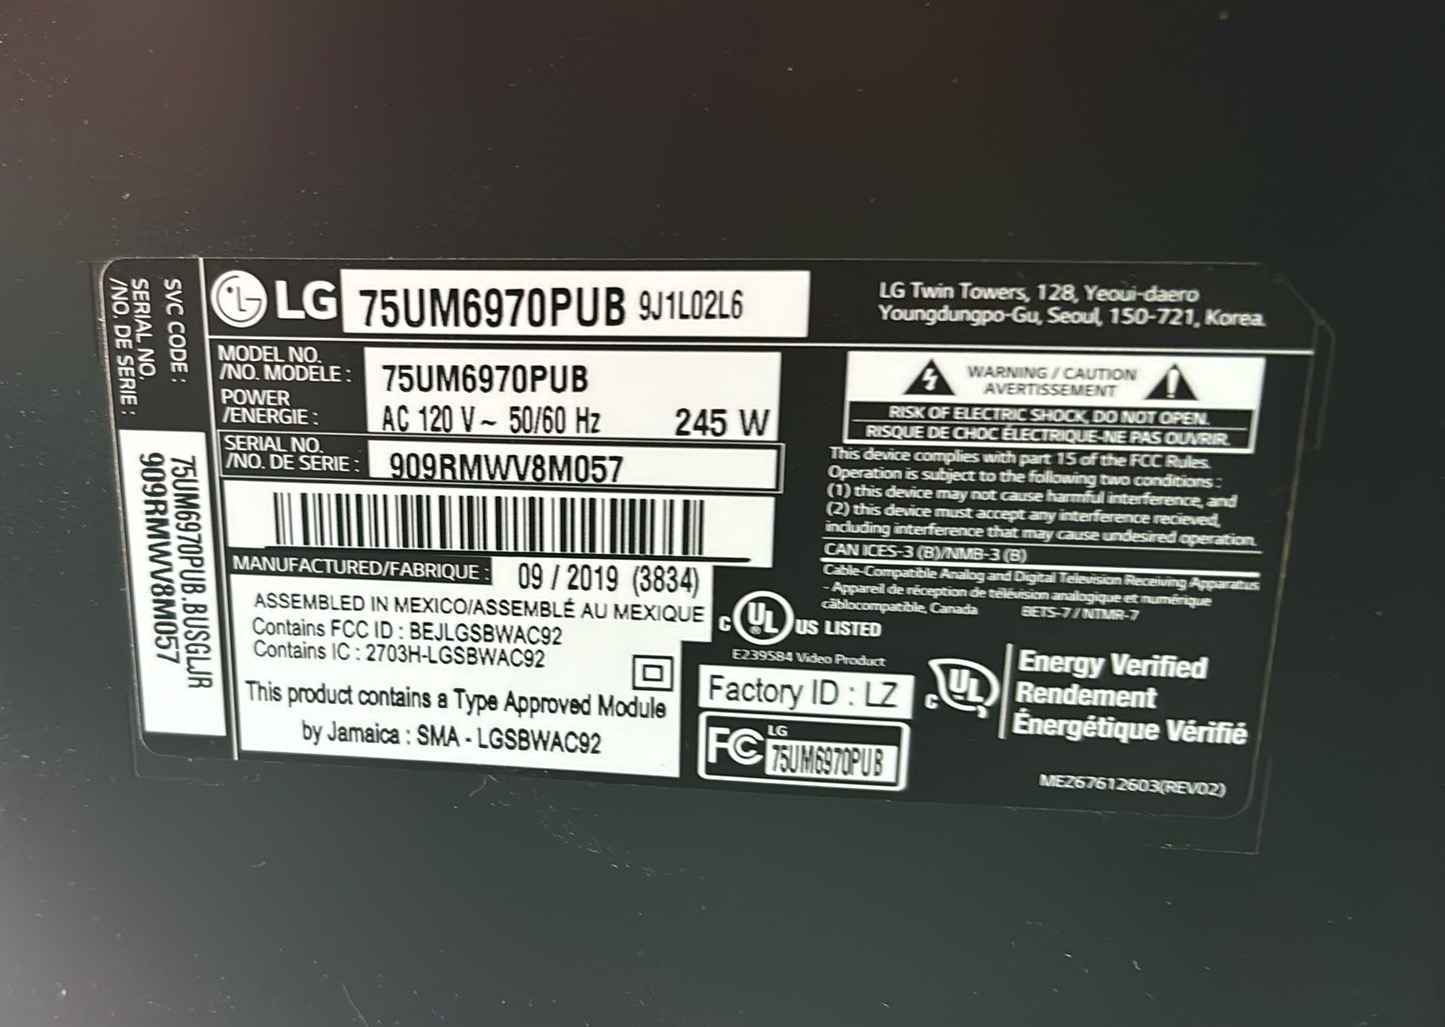 SVC CODE :
SERIAL NO.
/NO. DE SERIE :
75UM6970PUB.BUSGLJR
909RMWV8M057
LG 75UM6970PUB 9J1L02L6
LG Twin Towers, 128, Yeoui-daero
Youngdungpo-Gu, Seoul, 150-721, Korea.
MODEL NO.
/NO. MODÈLE : 75UM6970PUB
POWER
/ENERGIE : AC 120 V~ 50/60 Hz 245 W
SERIAL NO.
/NO. DE SERIE : 909RMWV8M057
MANUFACTURED/FABRIQUE : 09 / 2019 (3834)
ASSEMBLED IN MEXICO/ASSEMBLÉ AU MEXIQUE
Contains FCC ID : BEJLGSBWAC92
Contains IC : 2703H-LGSBWAC92
This product contains a Type Approved Module
by Jamaica : SMA - LGSBWAC92
WARNING / CAUTION
AVERTISSEMENT
RISK OF ELECTRIC SHOCK, DO NOT OPEN.
RISQUE DE CHOC ÉLECTRIQUE-NE PAS OUVRIR.
This device complies with part 15 of the FCC Rules.
Operation is subject to the following two conditions :
(1) this device may not cause harmful interference, and
(2) this device must accept any interference recieved,
including interference that may cause undesired operation.
CAN ICES-3 (B)/NMB-3 (B)
Cable-Compatible Analog and Digital Television Receiving Apparatus
- Appareil de réception de télévision analogique et numérique
câblocompatible, Canada BETS-7 / NTMR-7
C UL ® US LISTED
E239584 Video Product
Factory ID : LZ
FC LG
75UM6970PUB
C UL Energy Verified
Rendement
Énergétique Vérifié
MEZ67612603(REV02)